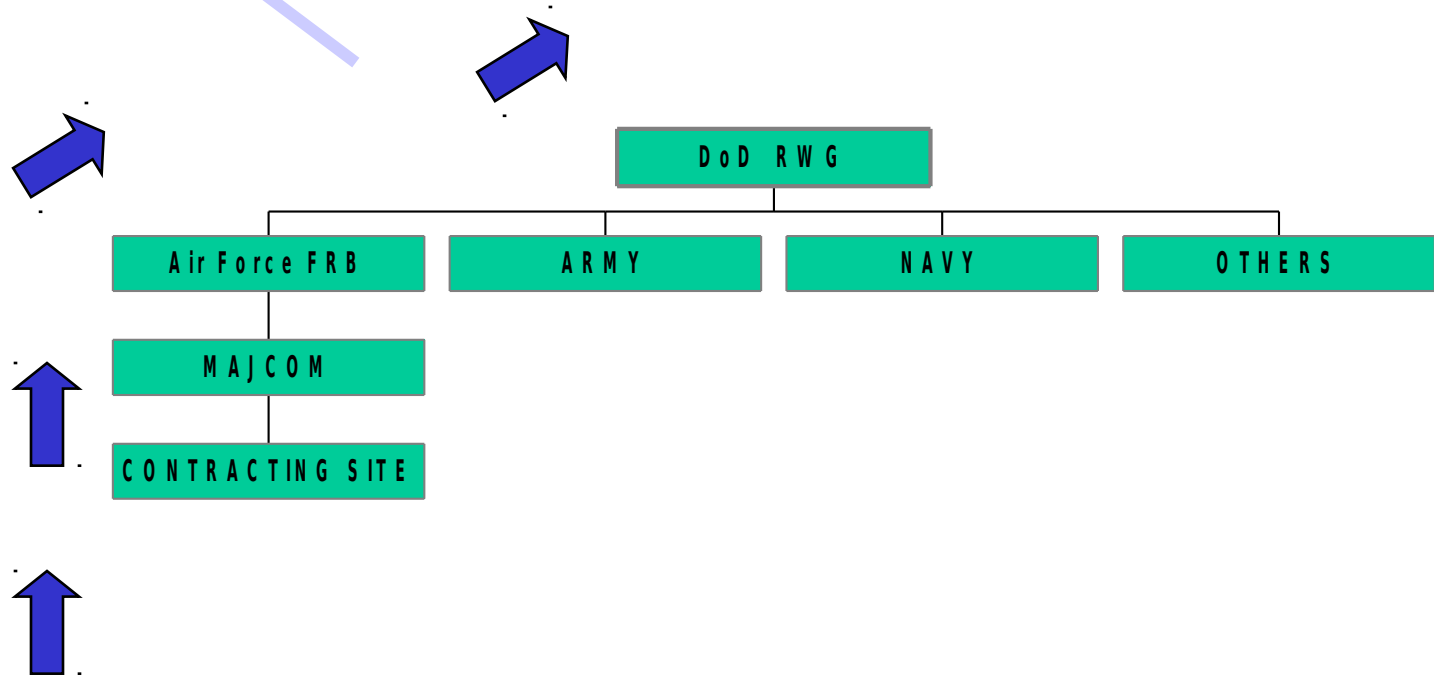 DoD RWG
Air Force FRB
ARMY
NAVY
OTHERS
MAJCOM
CONTRACTING SITE